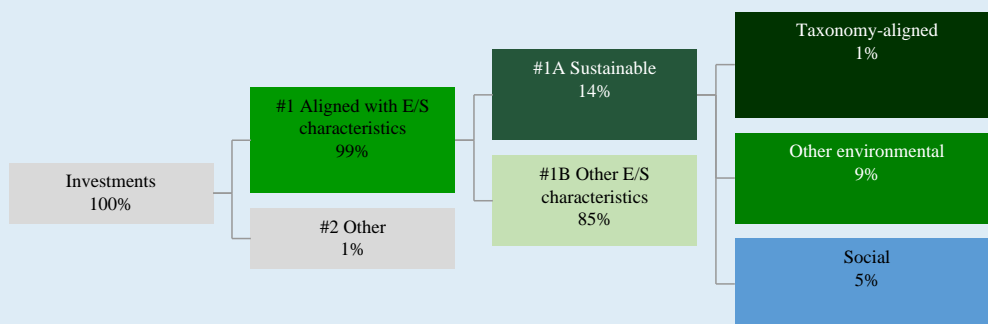 Investments
100%
#1 Aligned with E/S
characteristics
99%
#2 Other
1%
#1A Sustainable
14%
#1B Other E/S
characteristics
85%
Taxonomy-aligned
1%
Other environmental
9%
Social
5%